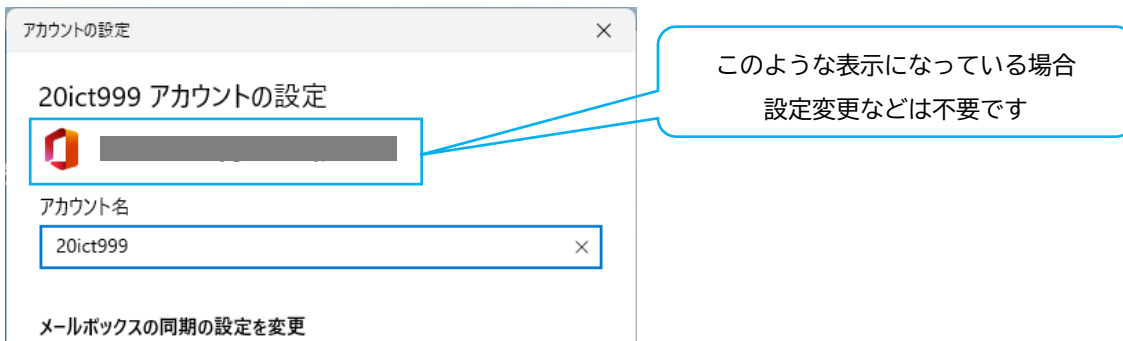 アカウントの設定
20ict999 アカウントの設定
アカウント名
20ict999
メールボックスの同期の設定を変更
このような表示になっている場合
設定変更などは不要です